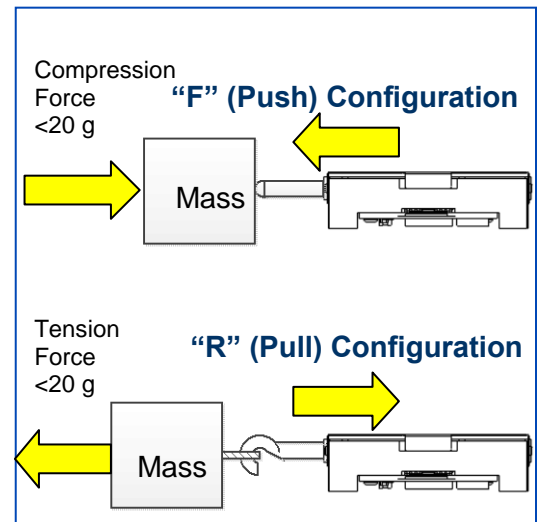 Compression
Force
<20 g
“F” (Push) Configuration
Mass
Tension
Force
<20 g
“R” (Pull) Configuration
Mass